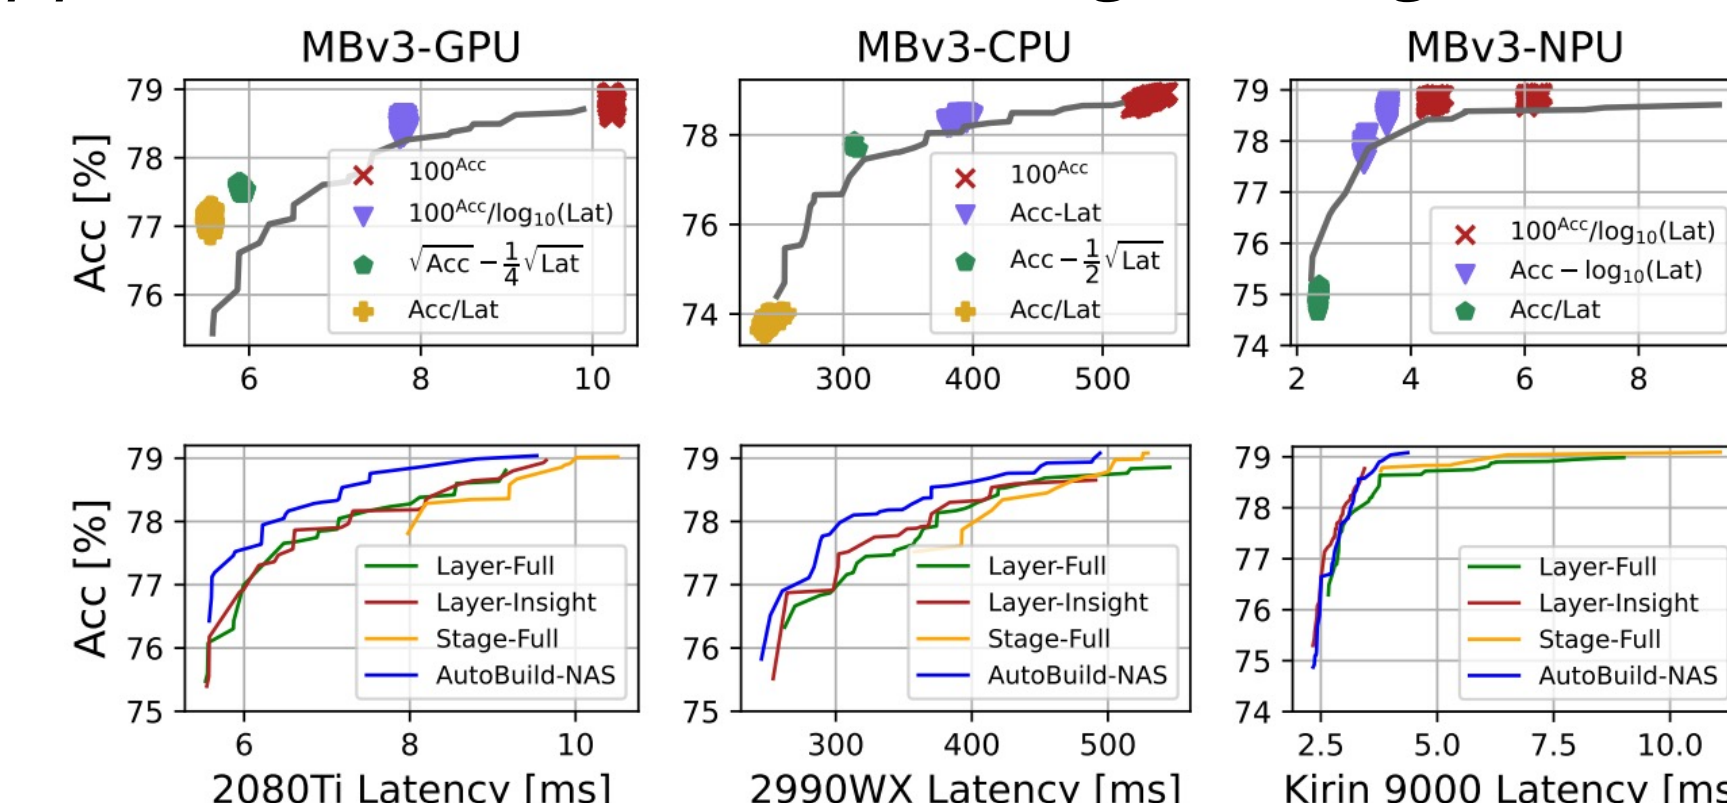 MBv3-GPU
79
78
77
76
Acc [%]
100^Acc
100^Acc/log₁₀(Lat)
√Acc − 1/4 √Lat
Acc/Lat
6 8 10
MBv3-CPU
78
76
74
100^Acc
Acc-Lat
Acc − 1/2 √Lat
Acc/Lat
300 400 500
MBv3-NPU
79
78
77
76
75
74
100^Acc/log₁₀(Lat)
Acc − log₁₀(Lat)
Acc/Lat
2 4 6 8
79
78
77
76
75
Acc [%]
Layer-Full
Layer-Insight
Stage-Full
AutoBuild-NAS
6 8 10
2080Ti Latency [ms]
79
78
77
76
75
Layer-Full
Layer-Insight
Stage-Full
AutoBuild-NAS
300 400 500
2990WX Latency [ms]
79
78
77
76
75
74
Layer-Full
Layer-Insight
Stage-Full
AutoBuild-NAS
2.5 5.0 7.5 10.0
Kirin 9000 Latency [ms